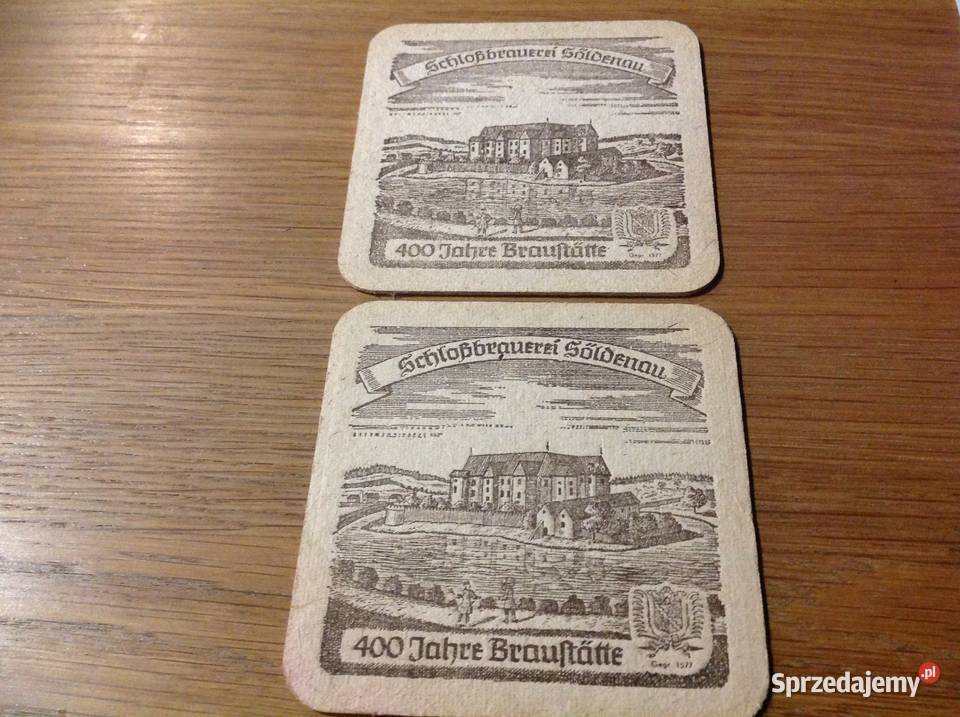 Schloßbrauerei Söldenau
400 Jahre Braustätte
Gegr. 1577
Schloßbrauerei Söldenau
400 Jahre Braustätte
Gegr. 1577
Sprzedajemy.pl